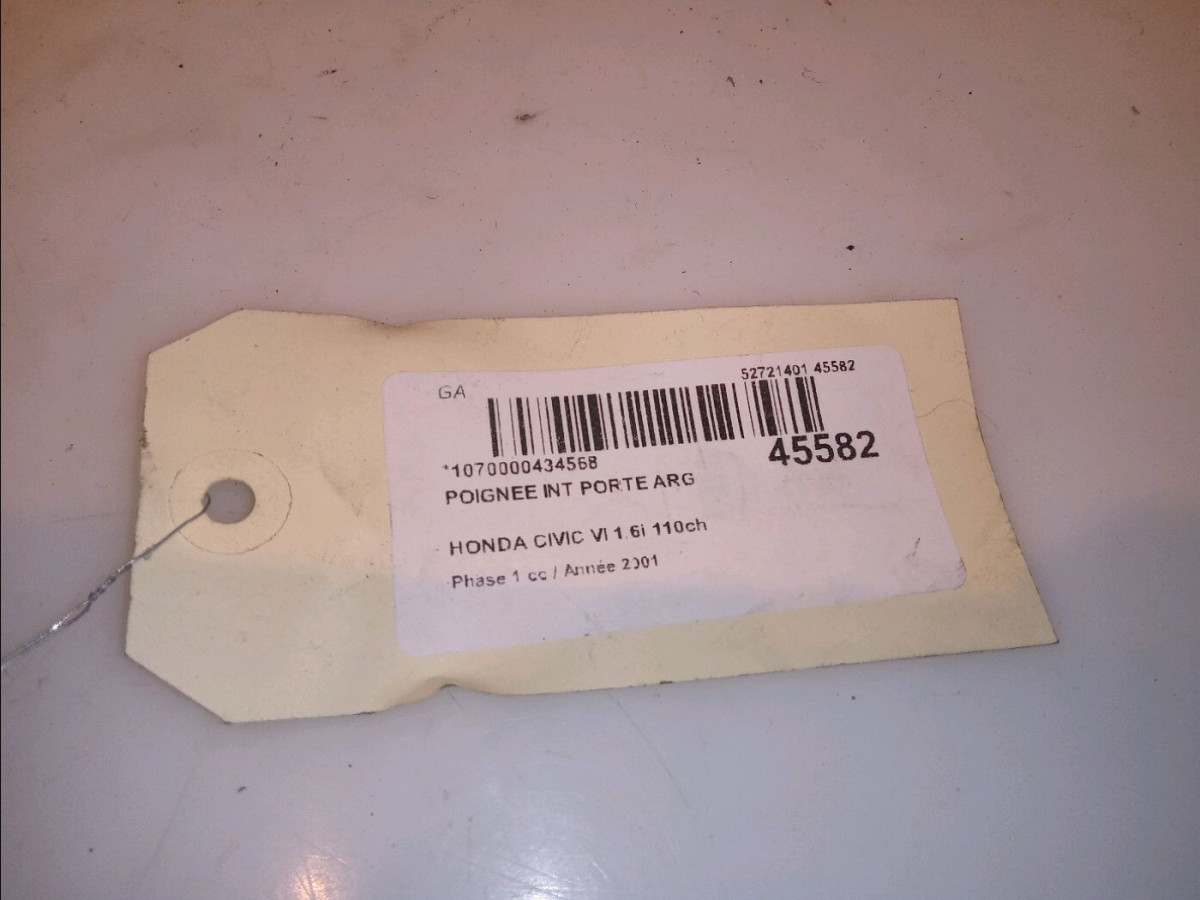 GA
52721401 45582
*1070000434568
45582
POIGNEE INT PORTE ARG
HONDA CIVIC VI 1.6i 110ch
Phase 1 cc / Année 2001